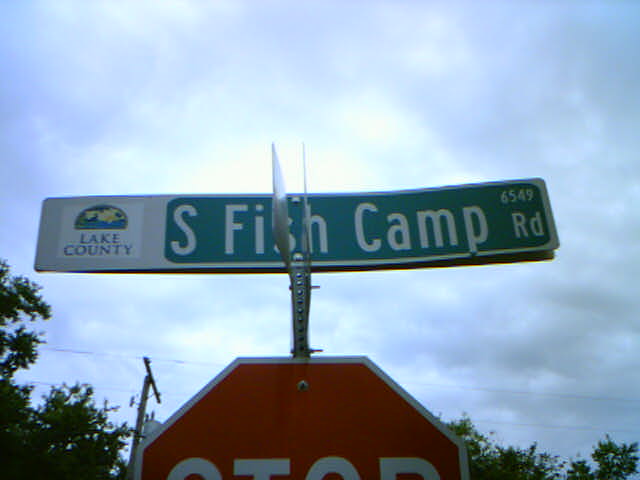 LAKE
COUNTY
S Fish Camp Rd
6549
STOP